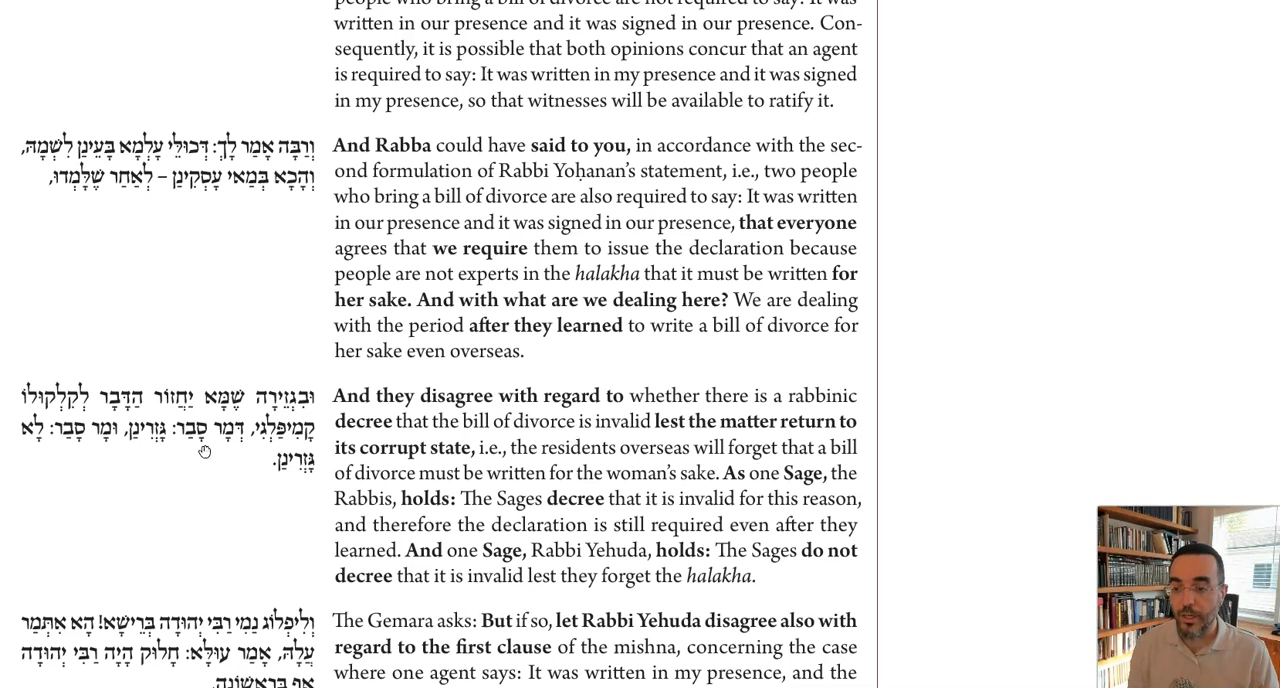 people who bring a bill of divorce are not required to say: It was
written in our presence and it was signed in our presence. Con-
sequently, it is possible that both opinions concur that an agent
is required to say: It was written in my presence and it was signed
in my presence, so that witnesses will be available to ratify it.
וְרַבָּה אָמַר לָךְ: דְּכוּלֵּי עָלְמָא בָּעֵינַן לִשְׁמָהּ,
וְהָכָא בְּמַאי עָסְקִינַן – לְאַחַר שֶׁלָּמְדוּ,
And Rabba could have said to you, in accordance with the sec-
ond formulation of Rabbi Yoḥanan’s statement, i.e., two people
who bring a bill of divorce are also required to say: It was written
in our presence and it was signed in our presence, that everyone
agrees that we require them to issue the declaration because
people are not experts in the halakha that it must be written for
her sake. And with what are we dealing here? We are dealing
with the period after they learned to write a bill of divorce for
her sake even overseas.
וּבִגְזֵירָה שֶׁמָּא יַחֲזוֹר הַדָּבָר לְקִלְקוּלוֹ
קָמִיפַּלְגִי, דְּמָר סָבַר: גָּזְרִינַן, וּמָר סָבַר: לָא
גָּזְרִינַן.
And they disagree with regard to whether there is a rabbinic
decree that the bill of divorce is invalid lest the matter return to
its corrupt state, i.e., the residents overseas will forget that a bill
of divorce must be written for the woman’s sake. As one Sage, the
Rabbis, holds: The Sages decree that it is invalid for this reason,
and therefore the declaration is still required even after they
learned. And one Sage, Rabbi Yehuda, holds: The Sages do not
decree that it is invalid lest they forget the halakha.
וְלִיפְלוֹג נַמִי רַבִּי יְהוּדָה בְּרֵישָׁא! הָא אִתְּמַר
עֲלַהּ, אָמַר עוּלָּא: חָלוּק הָיָה רַבִּי יְהוּדָה
אַף בָּרִאשׁוֹנָה.
The Gemara asks: But if so, let Rabbi Yehuda disagree also with
regard to the first clause of the mishna, concerning the case
where one agent says: It was written in my presence, and the